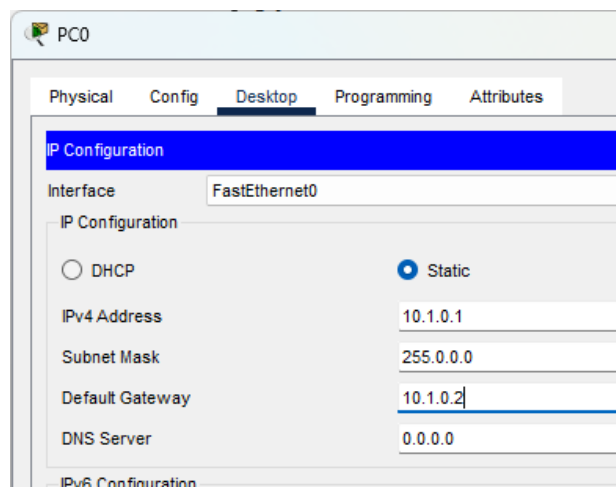 PC0
Physical Config Desktop Programming Attributes
IP Configuration
Interface FastEthernet0
IP Configuration
DHCP Static
IPv4 Address 10.1.0.1
Subnet Mask 255.0.0.0
Default Gateway 10.1.0.2
DNS Server 0.0.0.0
IPv6 Configuration